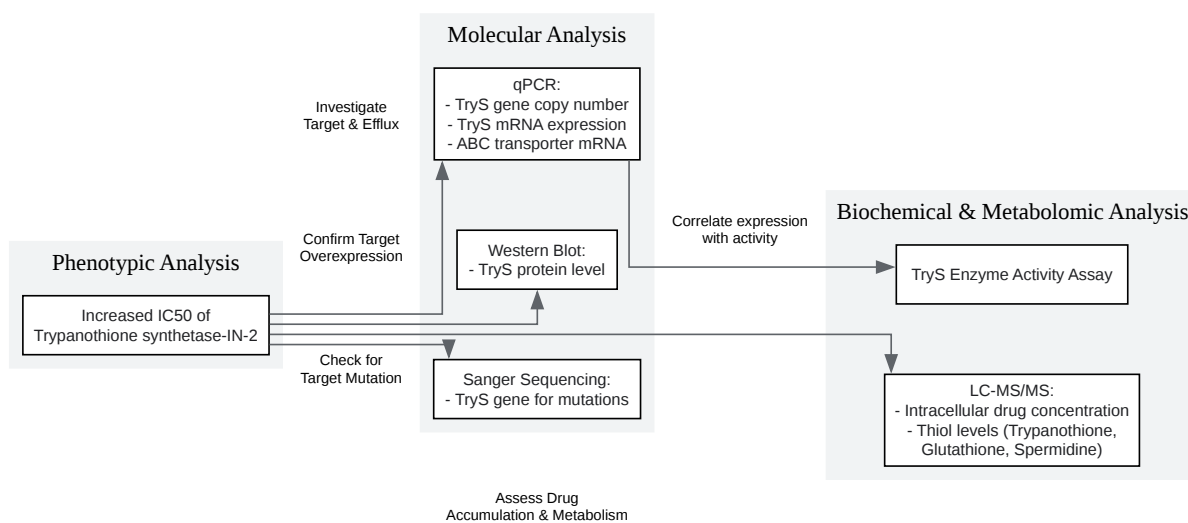 Molecular Analysis
qPCR:
- TryS gene copy number
- TryS mRNA expression
- ABC transporter mRNA
Investigate
Target & Efflux
Biochemical & Metabolomic Analysis
Correlate expression
with activity
Confirm Target
Overexpression
Western Blot:
- TryS protein level
Phenotypic Analysis
TryS Enzyme Activity Assay
Increased IC50 of
Trypanothione synthetase-IN-2
Check for
Target Mutation
Sanger Sequencing:
- TryS gene for mutations
LC-MS/MS:
- Intracellular drug concentration
- Thiol levels (Trypanothione,
Glutathione, Spermidine)
Assess Drug
Accumulation & Metabolism